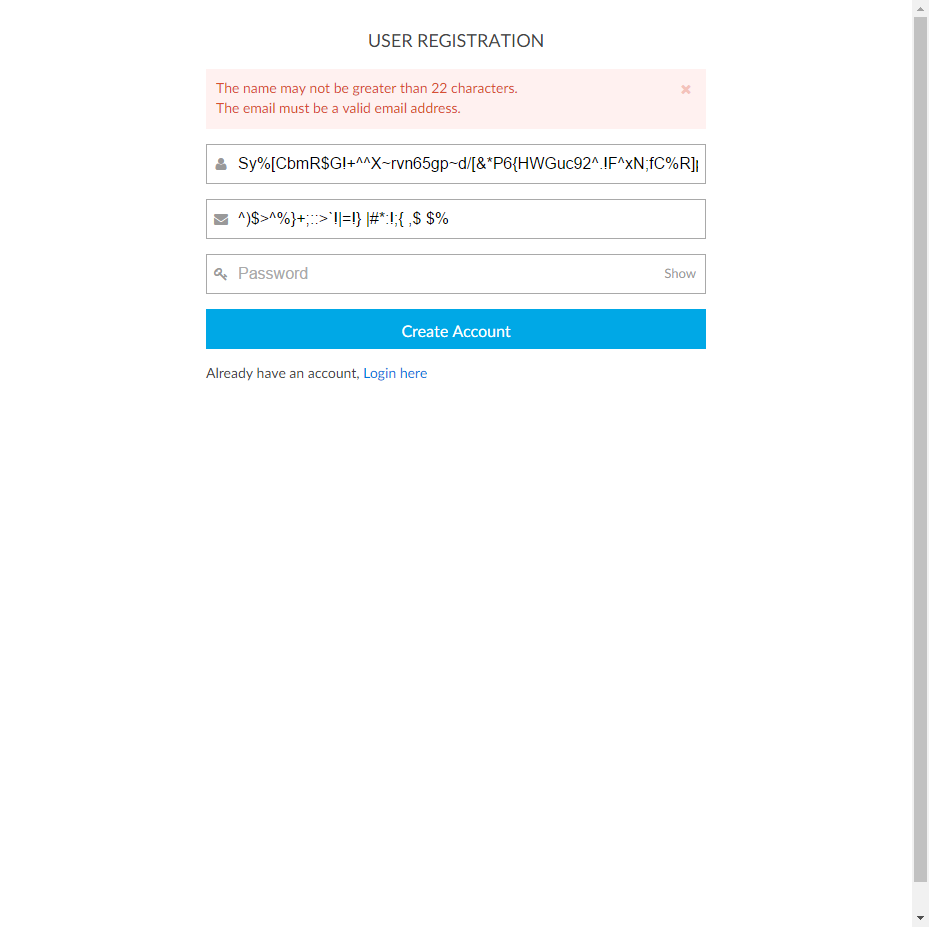 USER REGISTRATION
The name may not be greater than 22 characters.
The email must be a valid email address.
Sy%[CbmR$G!+^^X~rvn65gp~d/[&*P6{HWGuc92^.!F^xN;fC%R]
^)$>^%}+;::>`!|=!} |#*:!;{ ,$ $%
Password
Show
Create Account
Already have an account, Login here